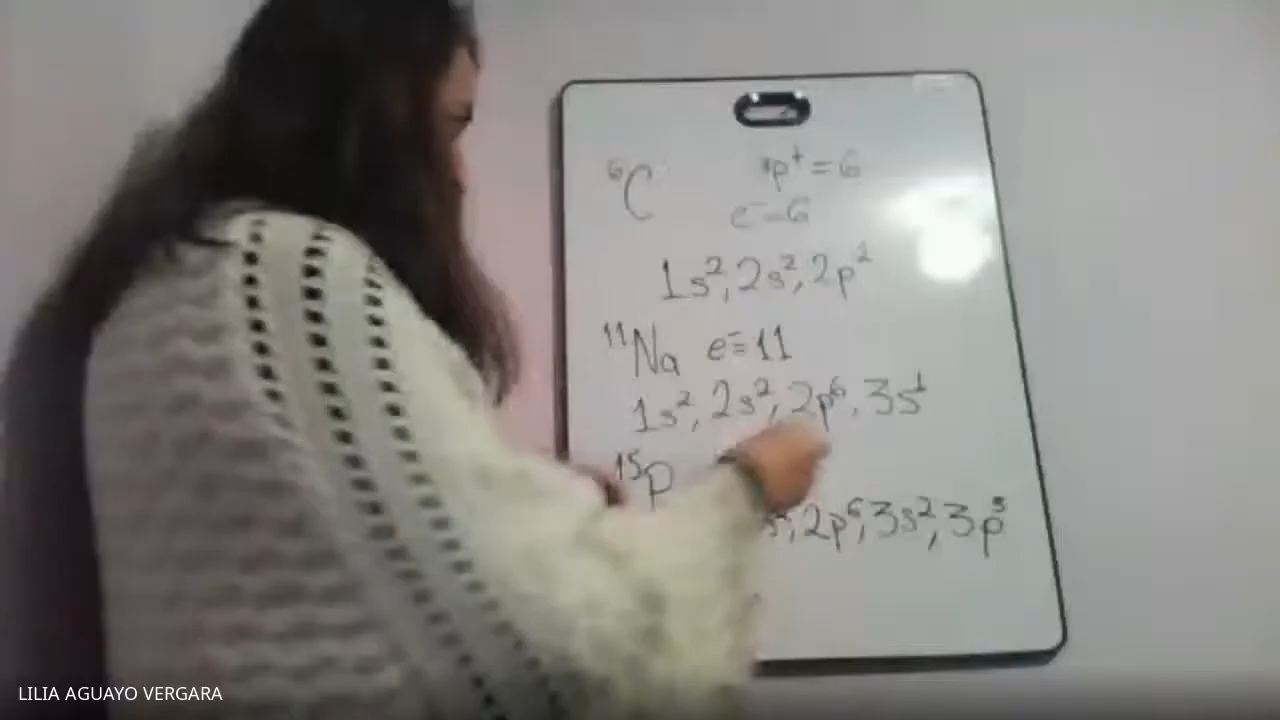 ⁶C p⁺ = 6
e⁻ = 6
1s², 2s², 2p²
¹¹Na e⁻ = 11
1s², 2s², 2p⁶, 3s¹
¹⁵P
2p⁶, 3s², 3p³
LILIA AGUAYO VERGARA